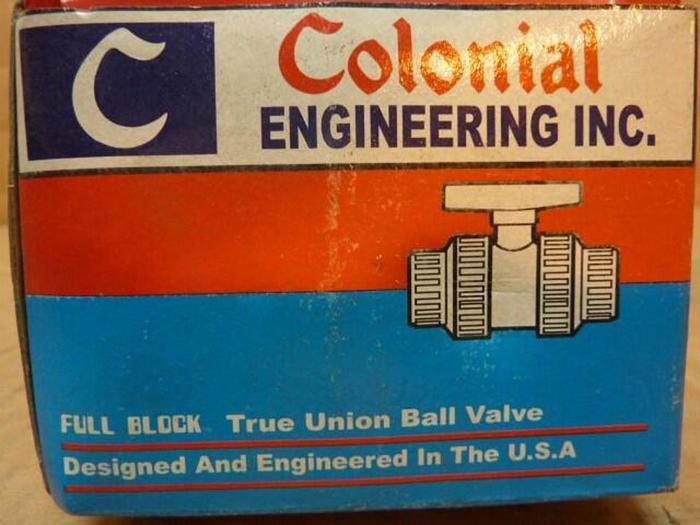 C
Colonial
ENGINEERING INC.
FULL BLOCK True Union Ball Valve
Designed And Engineered In The U.S.A